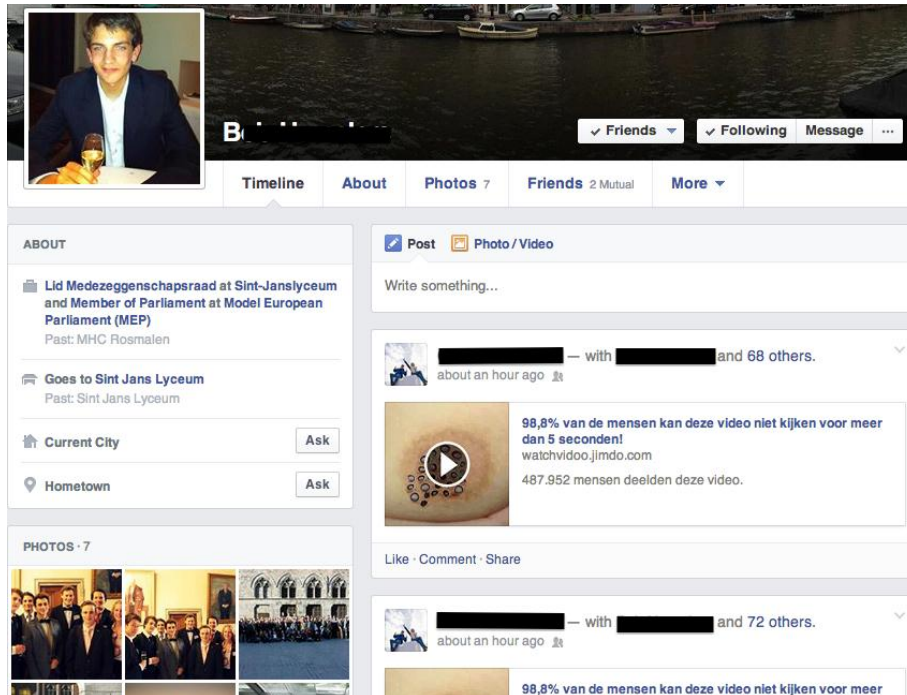 Friends
Following
Message
...
Timeline
About
Photos 7
Friends 2 Mutual
More
ABOUT
Lid Medezeggenschapsraad at Sint-Janslyceum
and Member of Parliament at Model European
Parliament (MEP)
Past: MHC Rosmalen
Goes to Sint Jans Lyceum
Past: Sint Jans Lyceum
Current City
Ask
Hometown
Ask
PHOTOS · 7
Post
Photo / Video
Write something...
— with and 68 others.
about an hour ago
98,8% van de mensen kan deze video niet kijken voor meer
dan 5 seconden!
watchvidoo.jimdo.com
487.952 mensen deelden deze video.
Like · Comment · Share
— with and 72 others.
about an hour ago
98,8% van de mensen kan deze video niet kijken voor meer